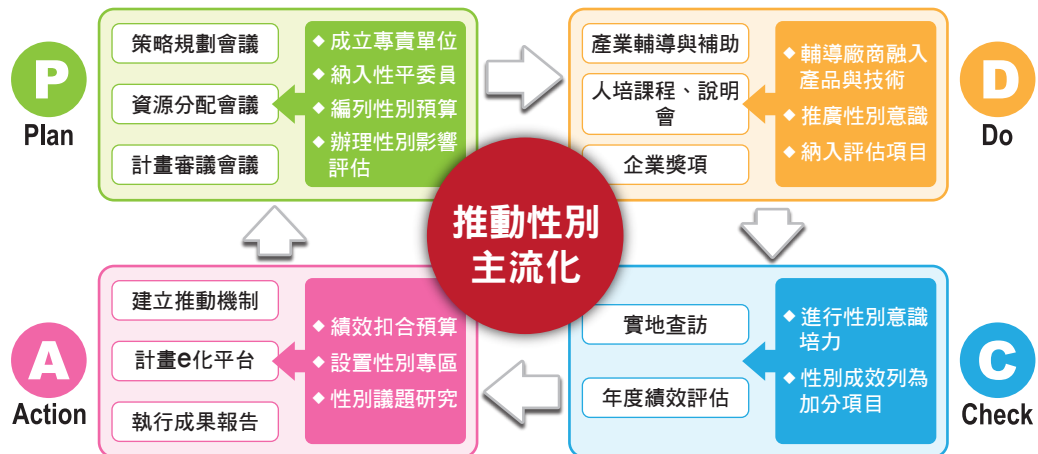 P
Plan
策略規劃會議
資源分配會議
計畫審議會議
◆ 成立專責單位
◆ 納入性平委員
◆ 編列性別預算
◆ 辦理性別影響
評估
產業輔導與補助
人培課程、說明
會
企業獎項
◆ 輔導廠商融入
產品與技術
◆ 推廣性別意識
◆ 納入評估項目
D
Do
推動性別
主流化
A
Action
建立推動機制
計畫e化平台
執行成果報告
◆ 績效扣合預算
◆ 設置性別專區
◆ 性別議題研究
實地查訪
年度績效評估
◆ 進行性別意識
培力
◆ 性別成效列為
加分項目
C
Check